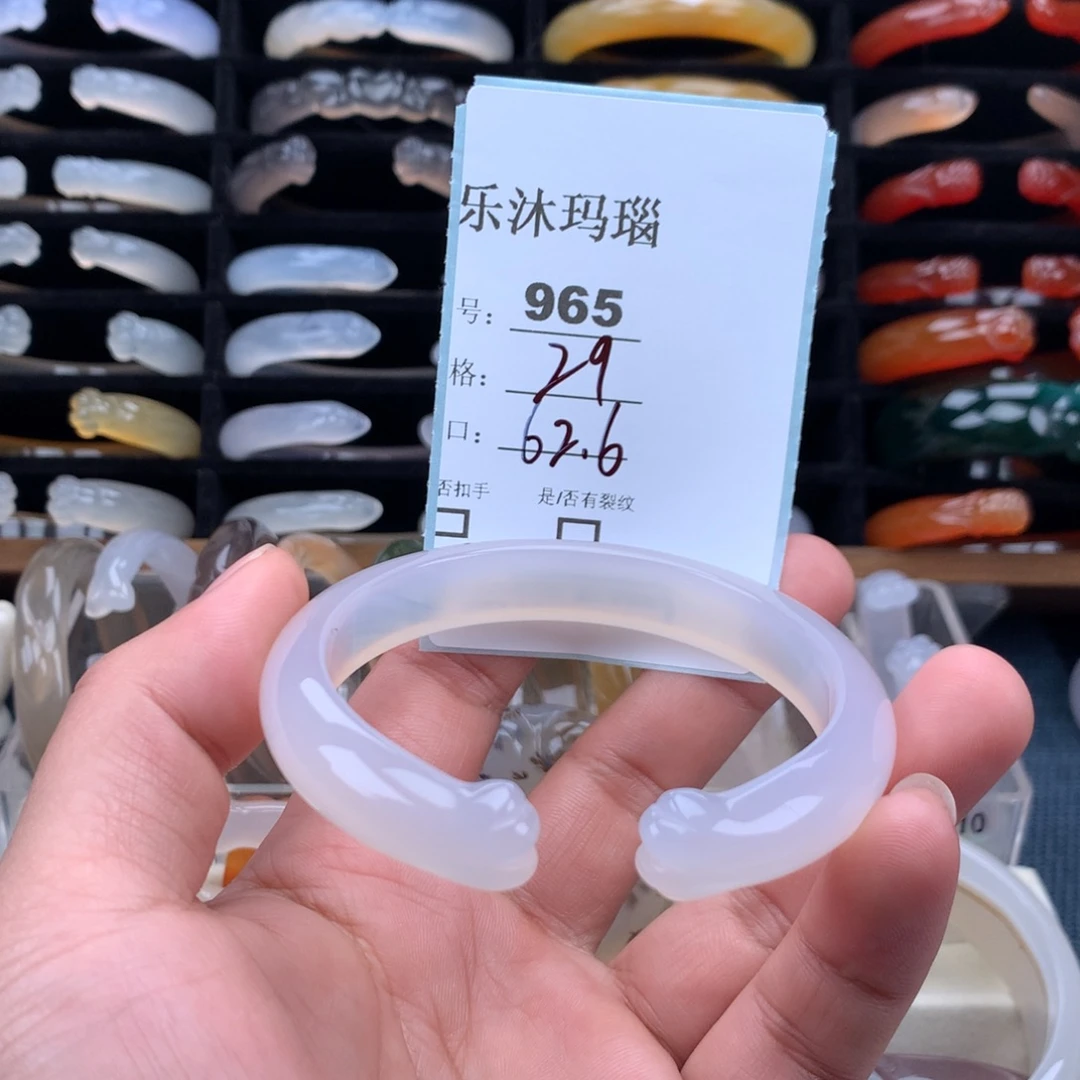 乐沐玛瑙
号: 965
格: 29
口: 62.6
否扣手 是/否有裂纹
10